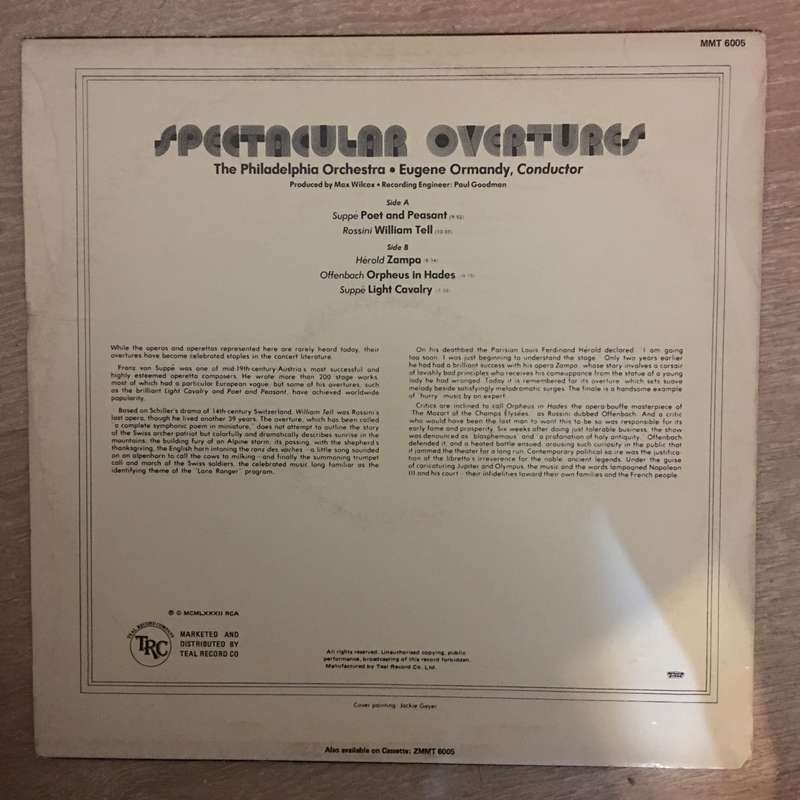 MMT 6005
SPECTACULAR OVERTURES
The Philadelphia Orchestra • Eugene Ormandy, Conductor
Produced by Max Wilcox • Recording Engineer: Paul Goodman
Side A
Suppé Poet and Peasant
Rossini William Tell
Side B
Hérold Zampa
Offenbach Orpheus in Hades
Suppé Light Cavalry
While the operas and operettas represented here are rarely heard today, their
overtures have become celebrated staples in the concert literature.
Franz von Suppé was one of mid-19th-century Austria's most successful and
highly esteemed operetta composers. He wrote more than 200 stage works,
most of which had a particular European vogue, but some of his overtures, such
as the brilliant Light Cavalry and Poet and Peasant, have achieved worldwide
popularity.
Based on Schiller's drama of 14th-century Switzerland, William Tell was Rossini's
last opera, though he lived another 39 years. The overture, which has been called
"a complete symphonic poem in miniature," does not attempt to outline the story
of the Swiss archer patriot but colorfully and dramatically describes sunrise in the
mountains; the building fury of an Alpine storm; its passing, with the shepherd's
thanksgiving, the English horn intoning the rans des vaches—a little song sounded
on an alpenhorn to call the cows to milking—and finally the summoning trumpet
call and march of the Swiss soldiers, the celebrated music long familiar as the
identifying theme of the "Lone Ranger" program.
On his deathbed the Parisian Louis Ferdinand Hérold declared "I am going
too soon. I was just beginning to understand the stage." Only two years earlier
he had had a brilliant success with his opera Zampa, whose story involves a corsair
of lavishly bad principles who receives his comeuppance from the statue of a young
lady he had wronged. Today it is remembered for its overture, which sets suave
melody beside satisfyingly melodramatic surges. The finale is a handsome example
of "hurry" music by an expert.
Critics are inclined to call Orpheus in Hades the opéra-bouffe masterpiece of
"The Mozart of the Champs Élysées," as Rossini dubbed Offenbach. And a critic
who would have been the last man to want this to be so was responsible for its
early fame and prosperity. Six weeks after doing just tolerable business, the show
was denounced as "blasphemous" and "a profanation of holy antiquity." Offenbach
defended it, and a heated battle ensued, arousing such curiosity in the public that
it jammed the theater for a long run. Contemporary political satire was the justifica-
tion of the libretto's irreverence for the noble, ancient legends. Under the guise
of caricaturing Jupiter and Olympus, the music and the words lampooned Napoleon
III and his court—their infidelities toward their own families and the French people.
℗ © MCMLXXXII RCA
TEAL RECORD COMPANY
TRC
MARKETED AND
DISTRIBUTED BY
TEAL RECORD CO
All rights reserved. Unauthorised copying, public
performance, broadcasting of this record forbidden.
Manufactured by Teal Record Co. Ltd.
Cover painting: Jackie Geyer
Also available on Cassette: ZMMT 6005